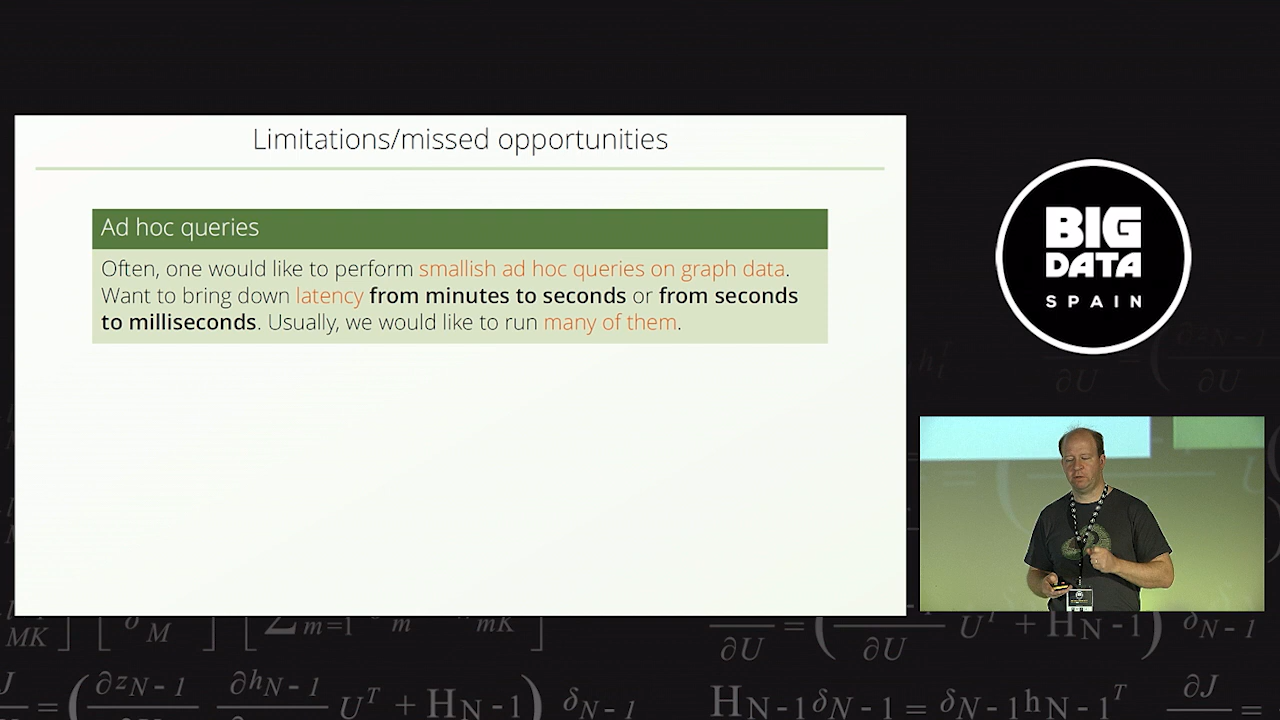 Limitations/missed opportunities
Ad hoc queries
Often, one would like to perform smallish ad hoc queries on graph data.
Want to bring down latency from minutes to seconds or from seconds
to milliseconds. Usually, we would like to run many of them.
BIG
DATA
SPAIN